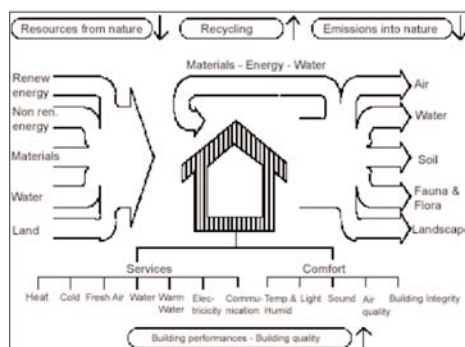 Resources from nature
Recycling
Emissions into nature
Materials - Energy - Water
Renew
energy
Non ren.
energy
Materials
Water
Land
Air
Water
Soil
Fauna &
Flora
Landscape
Services
Comfort
Heat
Cold
Fresh Air
Water
Warm
Water
Elec-
tricicity
Commu-
nication
Temp &
Humid
Light
Sound
Air
quality
Building Integrity
Building performances - Building quality